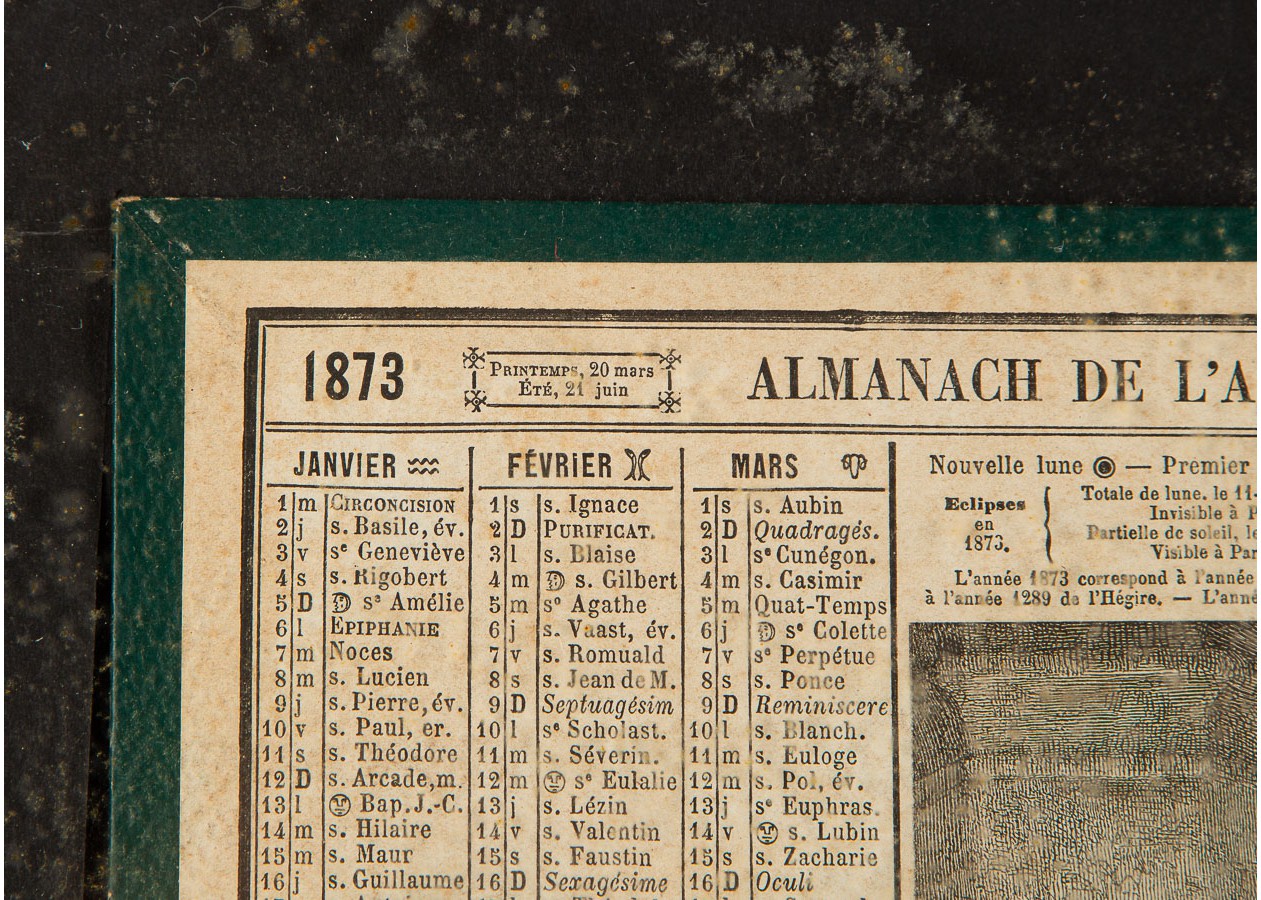 1873
PRINTEMPS, 20 mars
ÉTÉ, 21 juin
ALMANACH DE L'A
JANVIER
1 m CIRCONCISION
2 j s. Basile, év.
3 v sᵉ Geneviève
4 s s. Rigobert
5 D sᵉ Amélie
6 l EPIPHANIE
7 m Noces
8 m s. Lucien
9 j s. Pierre, év.
10 v s. Paul, er.
11 s s. Théodore
12 D s. Arcade, m.
13 l Bap. J.-C.
14 m s. Hilaire
15 m s. Maur
16 j s. Guillaume
FÉVRIER
1 s s. Ignace
2 D PURIFICAT.
3 l s. Blaise
4 m s. Gilbert
5 m sᵉ Agathe
6 j s. Vaast, év.
7 v s. Romuald
8 s s. Jean de M.
9 D Septuagésim
10 l sᵉ Scholast.
11 m s. Séverin.
12 m sᵉ Eulalie
13 j s. Lézin
14 v s. Valentin
15 s s. Faustin
16 D Sexagésime
MARS
1 s s. Aubin
2 D Quadragés.
3 l sᵉ Cunégon.
4 m s. Casimir
5 m Quat-Temps
6 j sᵉ Colette
7 v sᵉ Perpétue
8 s s. Ponce
9 D Reminiscere
10 l s. Blanch.
11 m s. Euloge
12 m s. Pol, év.
13 j sᵉ Euphras.
14 v s. Lubin
15 s s. Zacharie
16 D Oculi
Nouvelle lune — Premier
Eclipses
en
1873.
Totale de lune. le 11-
Invisible à P
Partielle de soleil, le
Visible à Par
L'année 1873 correspond à l'année
à l'année 1289 de l'Hégire. — L'anné